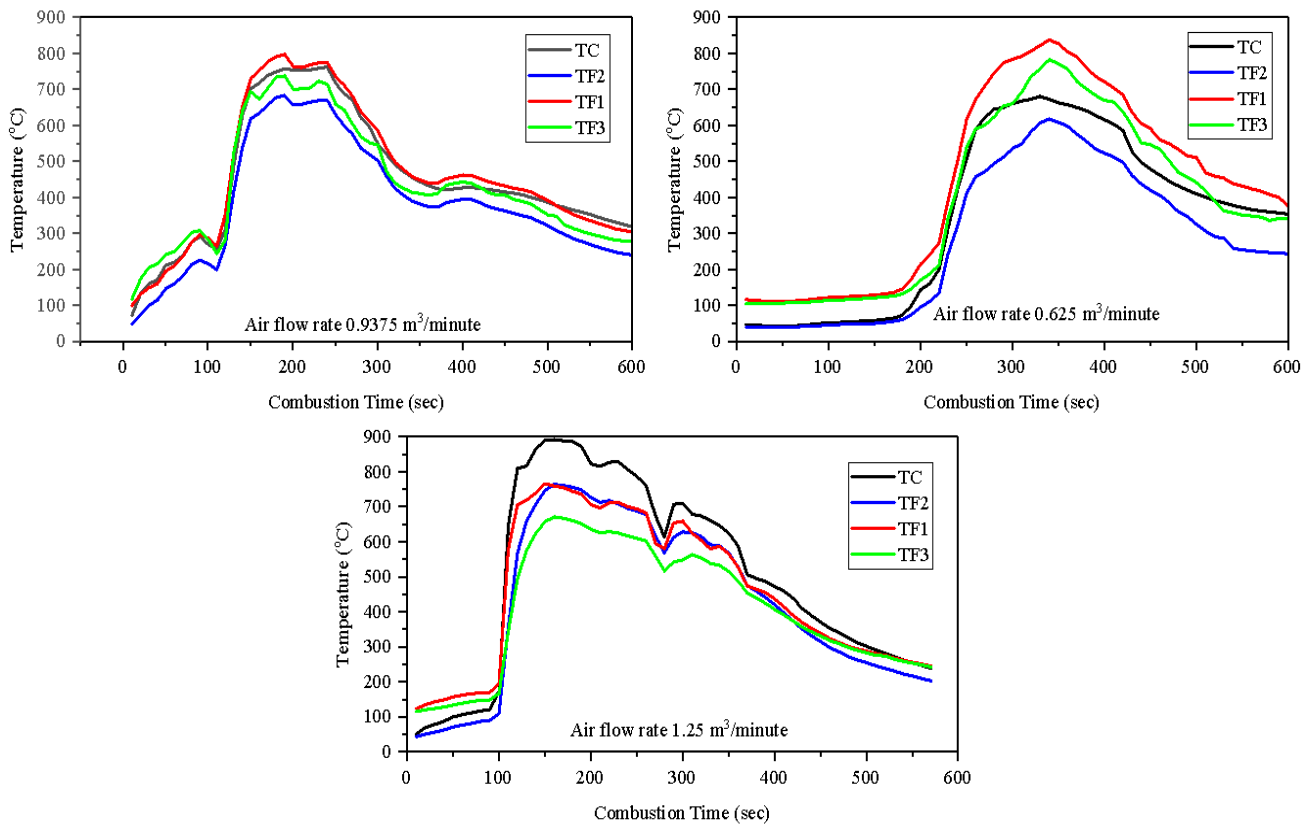 900
800
700
600
500
400
300
200
100
0
Temperature (°C)
TC
TF2
TF1
TF3
Air flow rate 0.9375 m³/minute
0 100 200 300 400 500 600
Combustion Time (sec)
900
800
700
600
500
400
300
200
100
0
Temperature (°C)
TC
TF2
TF1
TF3
Air flow rate 0.625 m³/minute
0 100 200 300 400 500 600
Combustion Time (sec)
900
800
700
600
500
400
300
200
100
0
Temperature (°C)
TC
TF2
TF1
TF3
Air flow rate 1.25 m³/minute
0 100 200 300 400 500 600
Combustion Time (sec)